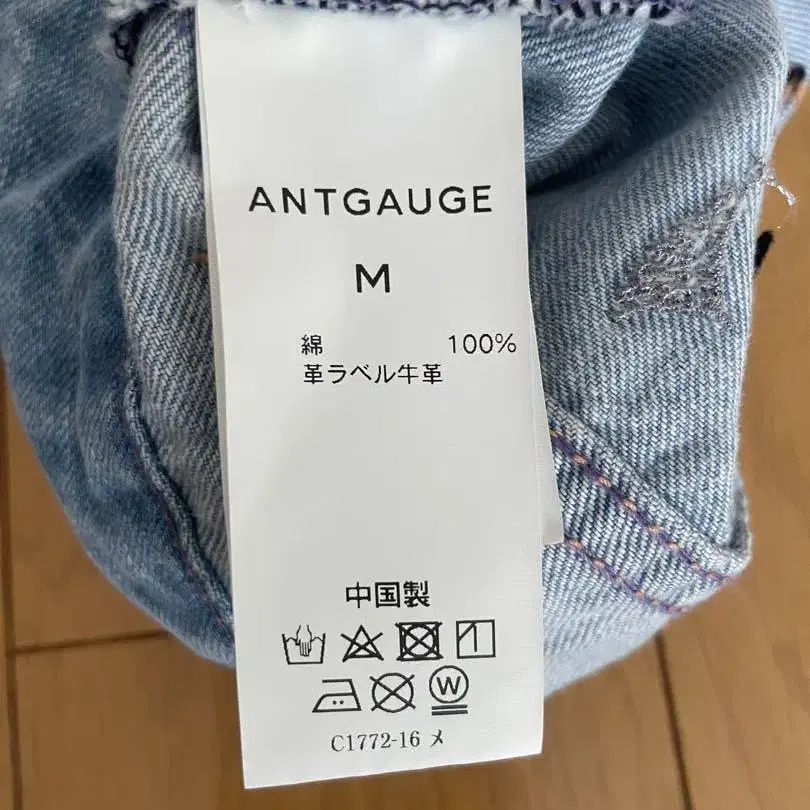 ANTGAUGE
M
綿 100%
革ラベル牛革
中国製
W
C1772-16 メ